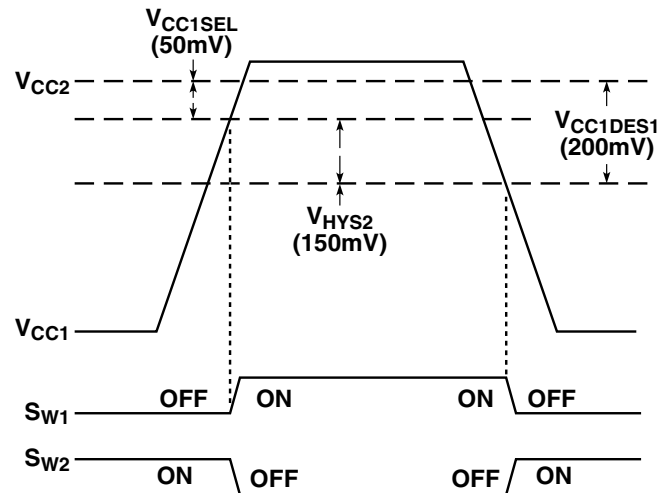 VCC1SEL
(50mV)
VCC2
VCC1DES1
(200mV)
VHYS2
(150mV)
VCC1
OFF ON ON OFF
SW1
SW2
ON OFF OFF ON